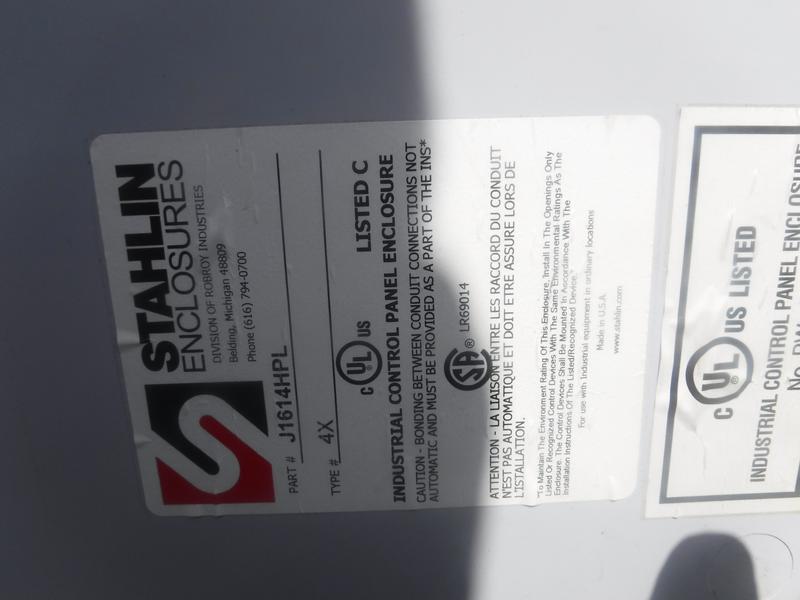 STAHLIN
ENCLOSURES
DIVISION OF ROBROY INDUSTRIES
Belding, Michigan 48809
Phone (616) 794-0700
PART # J1614HPL
TYPE # 4X
C UL US LISTED C
INDUSTRIAL CONTROL PANEL ENCLOSURE
CAUTION - BONDING BETWEEN CONDUIT CONNECTIONS NOT
AUTOMATIC AND MUST BE PROVIDED AS A PART OF THE INS*
SA ® LR69014
ATTENTION - LA LIAISON ENTRE LES RACCORD DU CONDUIT
N'EST PAS AUTOMATIQUE ET DOIT ETRE ASSURE LORS DE
L'ISTALLATION.
"To Maintain The Environment Rating Of This Enclosure, Install In The Openings Only
Listed Or Recognized Control Devices With The Same Environmental Ratings As The
Enclosure. The Control Devices Shall Be Mounted In Accordance With The
Installation Instructions Of The Listed/Recognized Device."
For use with Industrial equipment in ordinary locations
Made in U.S.A.
www.stahlin.com
C UL ® US LISTED
INDUSTRIAL CONTROL PANEL ENCLOSURE
No.